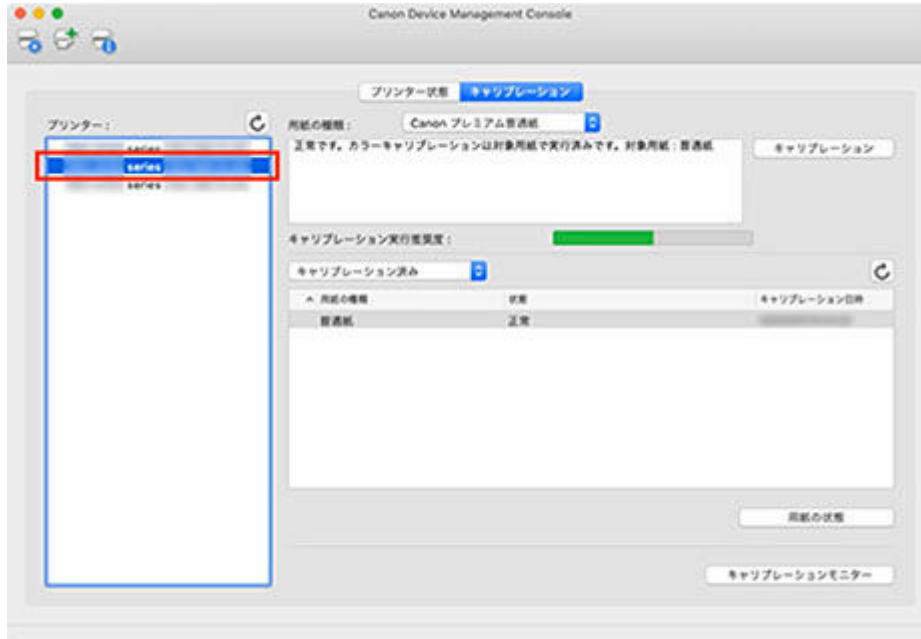 Canon Device Management Console
プリンター状態 キャリブレーション
プリンター：
series
series
series
用紙の種類： Canon プレミアム普通紙
正常です。カラーキャリブレーションは対象用紙で実行済みです。対象用紙：普通紙
キャリブレーション
キャリブレーション実行推奨度：
キャリブレーション済み
用紙の種類 状態 キャリブレーション日時
普通紙 正常
用紙の状態
キャリブレーションモニター